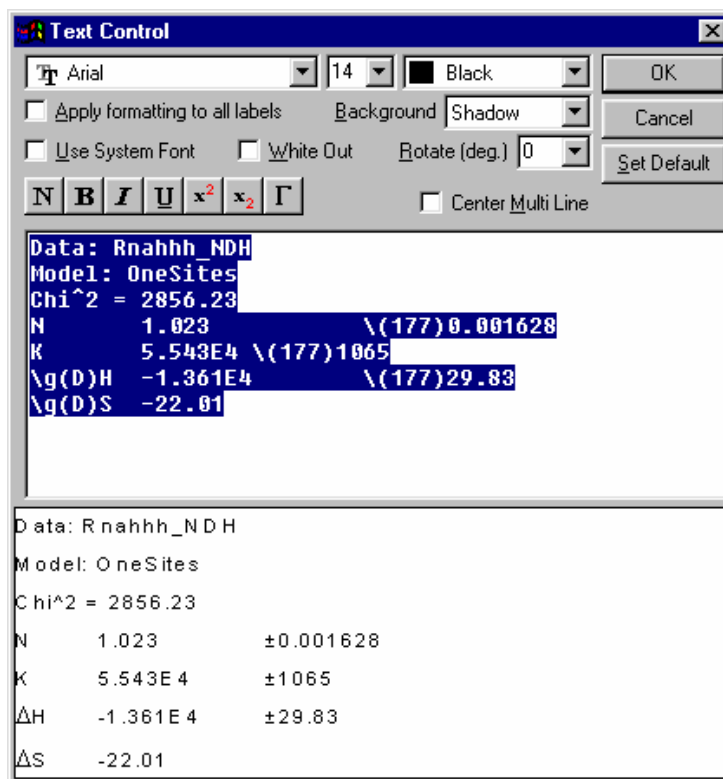 Text Control
Arial 14 Black OK
Apply formatting to all labels Background Shadow Cancel
Use System Font White Out Rotate (deg.) 0 Set Default
N B I U x² x₂ Γ Center Multi Line
Data: Rnahhh_NDH
Model: OneSites
Chi^2 = 2856.23
N 1.023 \(177)0.001628
K 5.543E4 \(177)1065
\g(D)H -1.361E4 \(177)29.83
\g(D)S -22.01
Data: Rnahhh_NDH
Model: OneSites
Chi^2 = 2856.23
N 1.023 ±0.001628
K 5.543E4 ±1065
ΔH -1.361E4 ±29.83
ΔS -22.01